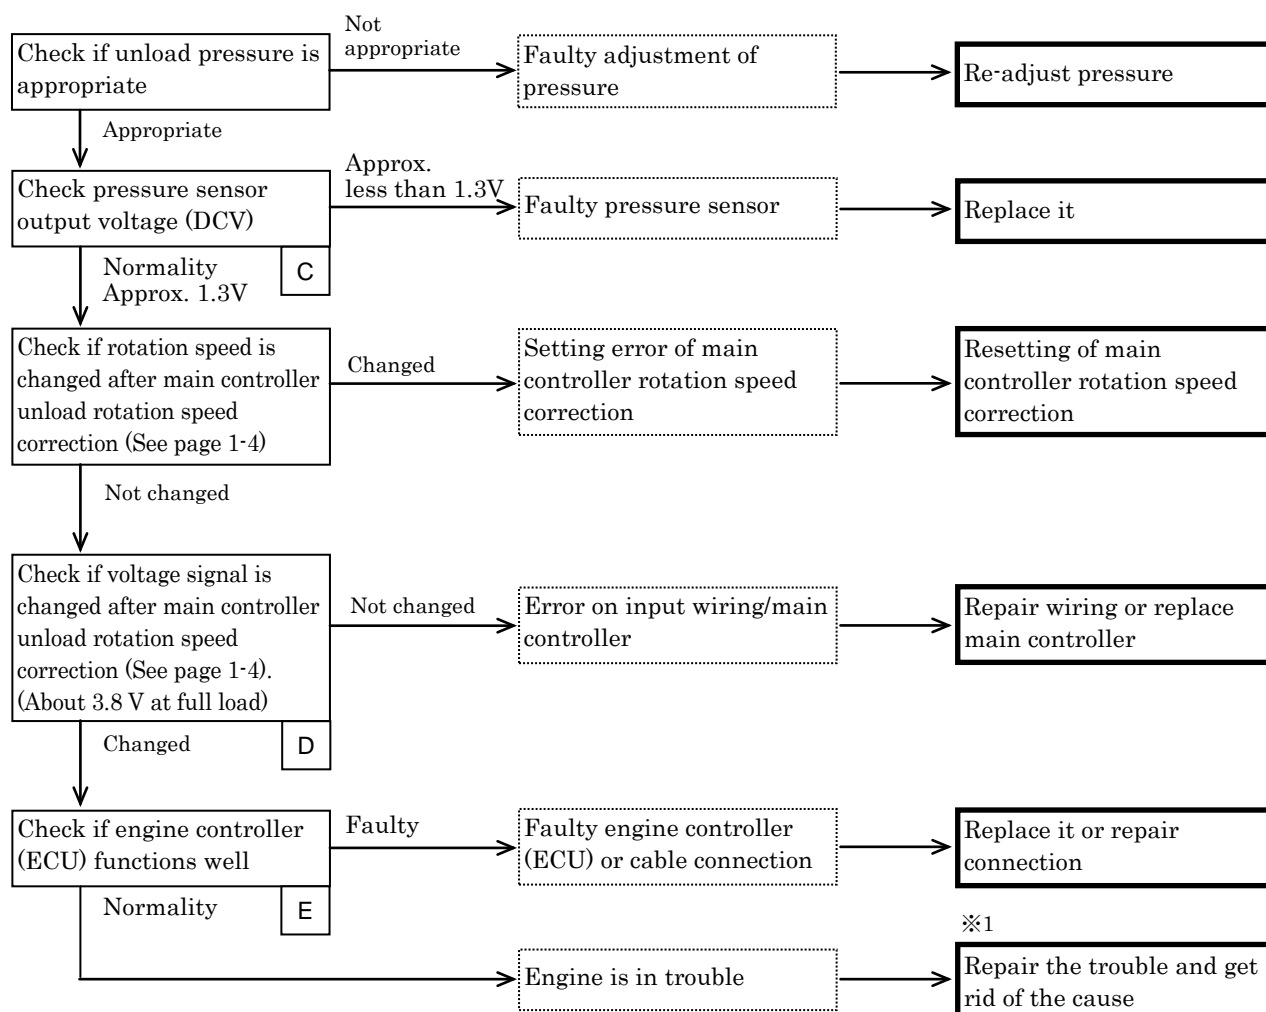 Check if unload pressure is
appropriate
Not
appropriate
Faulty adjustment of
pressure
Re-adjust pressure
Appropriate
Check pressure sensor
output voltage (DCV)
Approx.
less than 1.3V
Faulty pressure sensor
Replace it
C
Normality
Approx. 1.3V
Check if rotation speed is
changed after main controller
unload rotation speed
correction (See page 1-4)
Changed
Setting error of main
controller rotation speed
correction
Resetting of main
controller rotation speed
correction
Not changed
Check if voltage signal is
changed after main controller
unload rotation speed
correction (See page 1-4).
(About 3.8 V at full load)
Not changed
Error on input wiring/main
controller
Repair wiring or replace
main controller
D
Changed
Check if engine controller
(ECU) functions well
Faulty
Faulty engine controller
(ECU) or cable connection
Replace it or repair
connection
E
Normality
※1
Engine is in trouble
Repair the trouble and get
rid of the cause